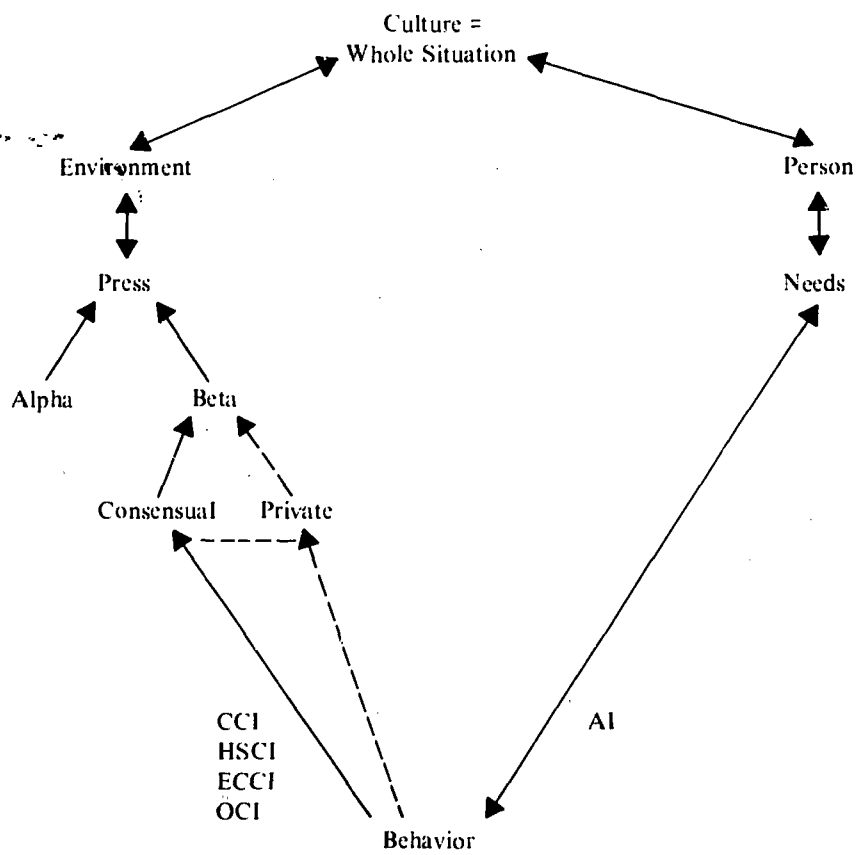 Culture =
Whole Situation
Environment
Person
Press
Needs
Alpha
Beta
Consensual
Private
CCI
HSCI
ECCI
OCI
AI
Behavior